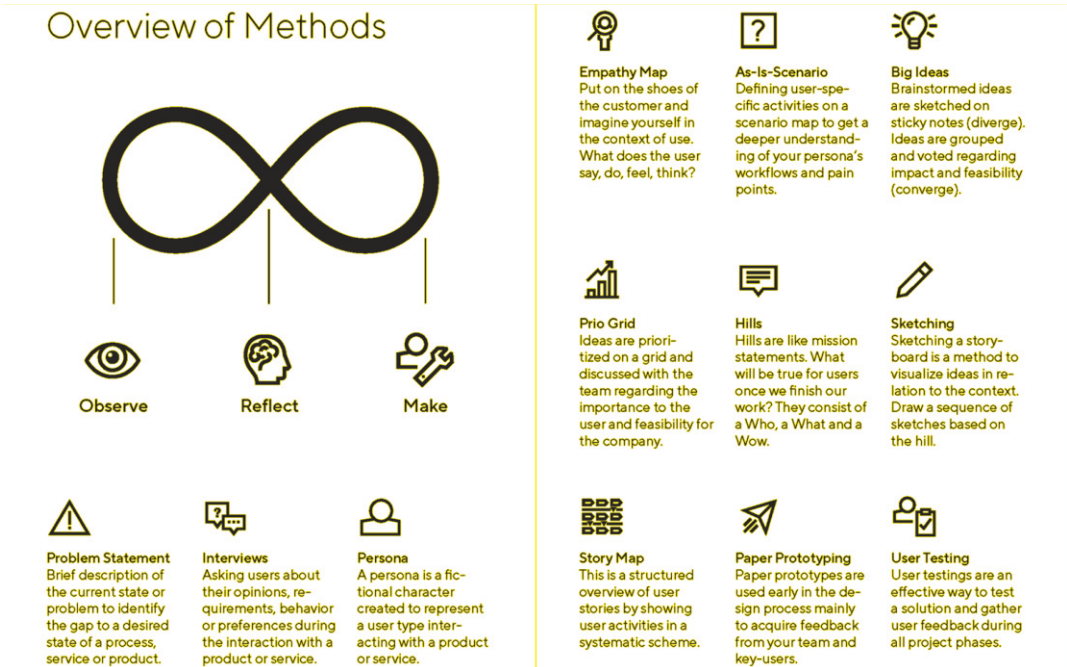 Overview of Methods
Observe
Reflect
Make
Problem Statement
Brief description of
the current state or
problem to identify
the gap to a desired
state of a process,
service or product.
Interviews
Asking users about
their opinions, re-
quirements, behavior
or preferences during
the interaction with a
product or service.
Persona
A persona is a fic-
tional character
created to represent
a user type inter-
acting with a product
or service.
Empathy Map
Put on the shoes of
the customer and
imagine yourself in
the context of use.
What does the user
say, do, feel, think?
As-Is-Scenario
Defining user-spe-
cific activities on a
scenario map to get a
deeper understand-
ing of your persona's
workflows and pain
points.
Big Ideas
Brainstormed ideas
are sketched on
sticky notes (diverge).
Ideas are grouped
and voted regarding
impact and feasibility
(converge).
Prio Grid
Ideas are priori-
tized on a grid and
discussed with the
team regarding the
importance to the
user and feasibility for
the company.
Hills
Hills are like mission
statements. What
will be true for users
once we finish our
work? They consist of
a Who, a What and a
Wow.
Sketching
Sketching a story-
board is a method to
visualize ideas in re-
lation to the context.
Draw a sequence of
sketches based on
the hill.
Story Map
This is a structured
overview of user
stories by showing
user activities in a
systematic scheme.
Paper Prototyping
Paper prototypes are
used early in the de-
sign process mainly
to acquire feedback
from your team and
key-users.
User Testing
User testings are an
effective way to test
a solution and gather
user feedback during
all project phases.